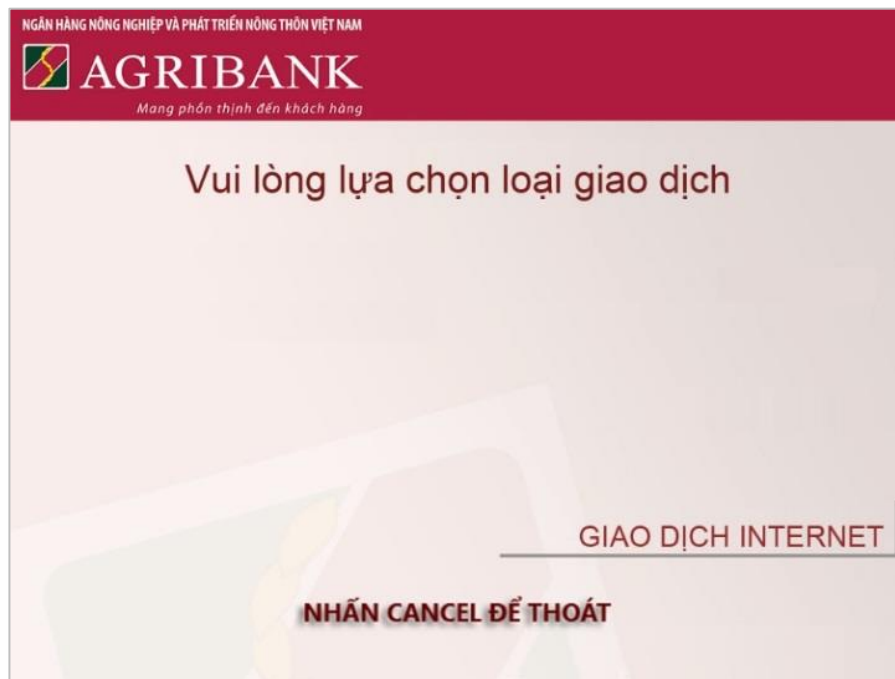 NGÂN HÀNG NÔNG NGHIỆP VÀ PHÁT TRIỂN NÔNG THÔN VIỆT NAM
AGRIBANK
Mang phồn thịnh đến khách hàng
Vui lòng lựa chọn loại giao dịch
GIAO DỊCH INTERNET
NHẤN CANCEL ĐỂ THOÁT